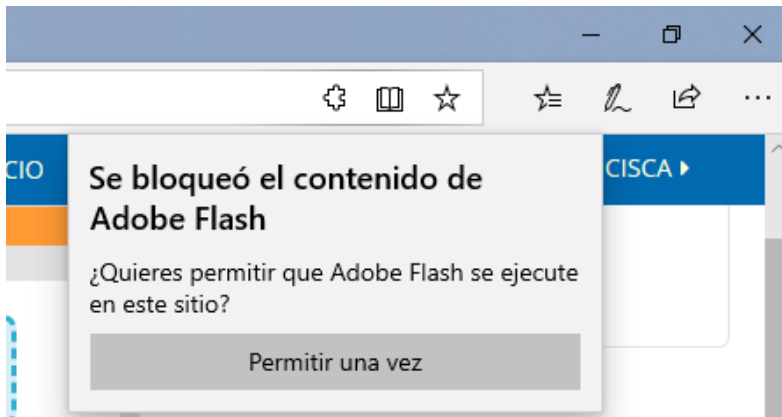 CIO
CISCA
Se bloqueó el contenido de
Adobe Flash
¿Quieres permitir que Adobe Flash se ejecute
en este sitio?
Permitir una vez